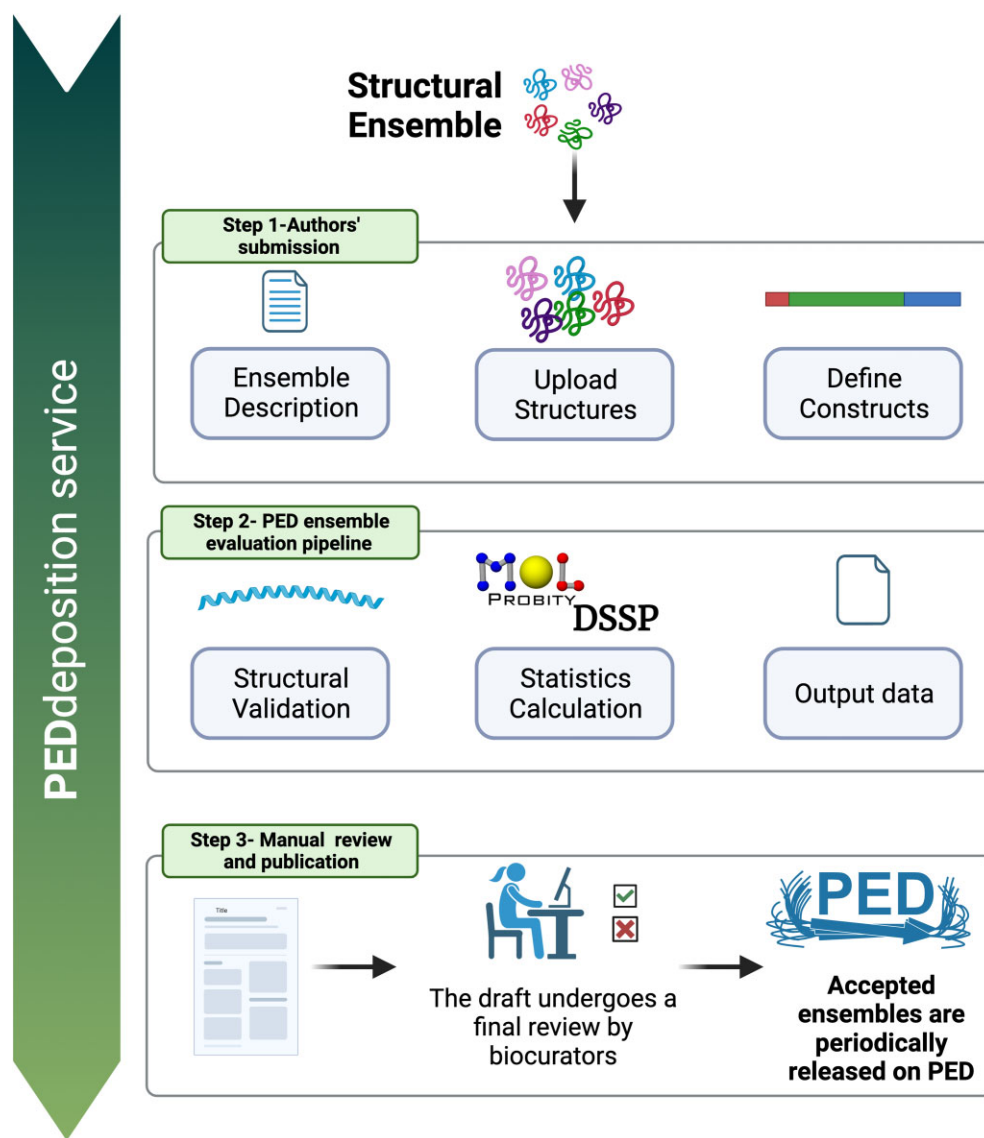 Structural
Ensemble
Step 1-Authors'
submission
Ensemble
Description
Upload
Structures
Define
Constructs
Step 2- PED ensemble
evaluation pipeline
MOL
PROBITY
DSSP
Structural
Validation
Statistics
Calculation
Output data
Step 3- Manual review
and publication
Title
The draft undergoes a
final review by
biocurators
PED
Accepted
ensembles are
periodically
released on PED
PEDdeposition service